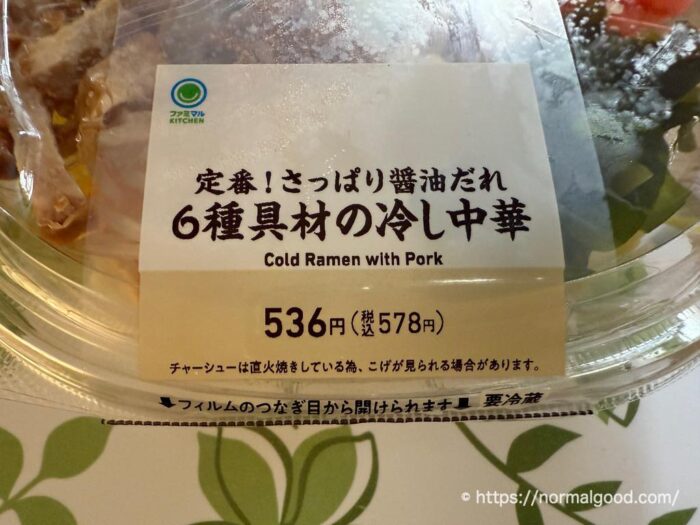 ファミマル
KITCHEN
定番！さっぱり醤油だれ
6種具材の冷し中華
Cold Ramen with Pork
536円（税込578円）
チャーシューは直火焼きしている為、こげが見られる場合があります。
⬇フィルムのつなぎ目から開けられます⬇ 要冷蔵
© https://normalgood.com/